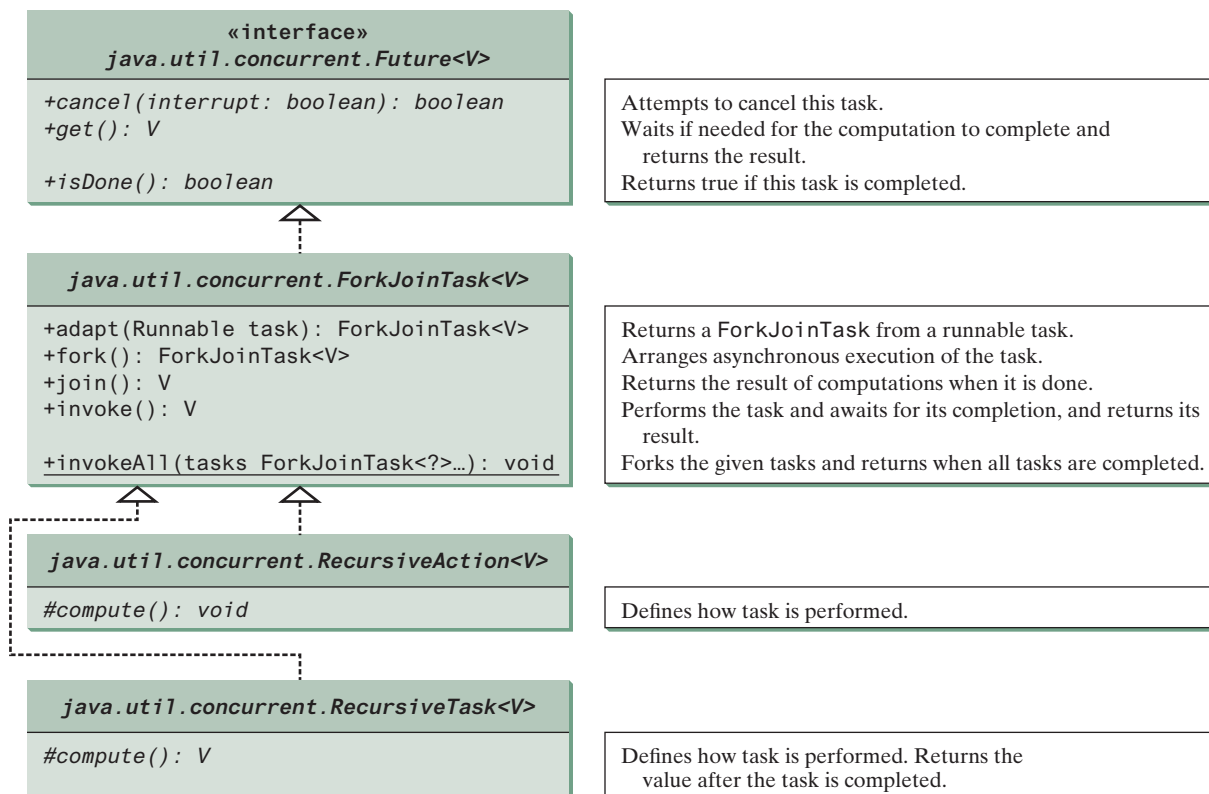 «interface»
java.util.concurrent.Future<V>
+cancel(interrupt: boolean): boolean
+get(): V
+isDone(): boolean
Attempts to cancel this task.
Waits if needed for the computation to complete and
returns the result.
Returns true if this task is completed.
java.util.concurrent.ForkJoinTask<V>
+adapt(Runnable task): ForkJoinTask<V>
+fork(): ForkJoinTask<V>
+join(): V
+invoke(): V
+invokeAll(tasks ForkJoinTask<?>…): void
Returns a ForkJoinTask from a runnable task.
Arranges asynchronous execution of the task.
Returns the result of computations when it is done.
Performs the task and awaits for its completion, and returns its
result.
Forks the given tasks and returns when all tasks are completed.
java.util.concurrent.RecursiveAction<V>
#compute(): void
Defines how task is performed.
java.util.concurrent.RecursiveTask<V>
#compute(): V
Defines how task is performed. Returns the
value after the task is completed.